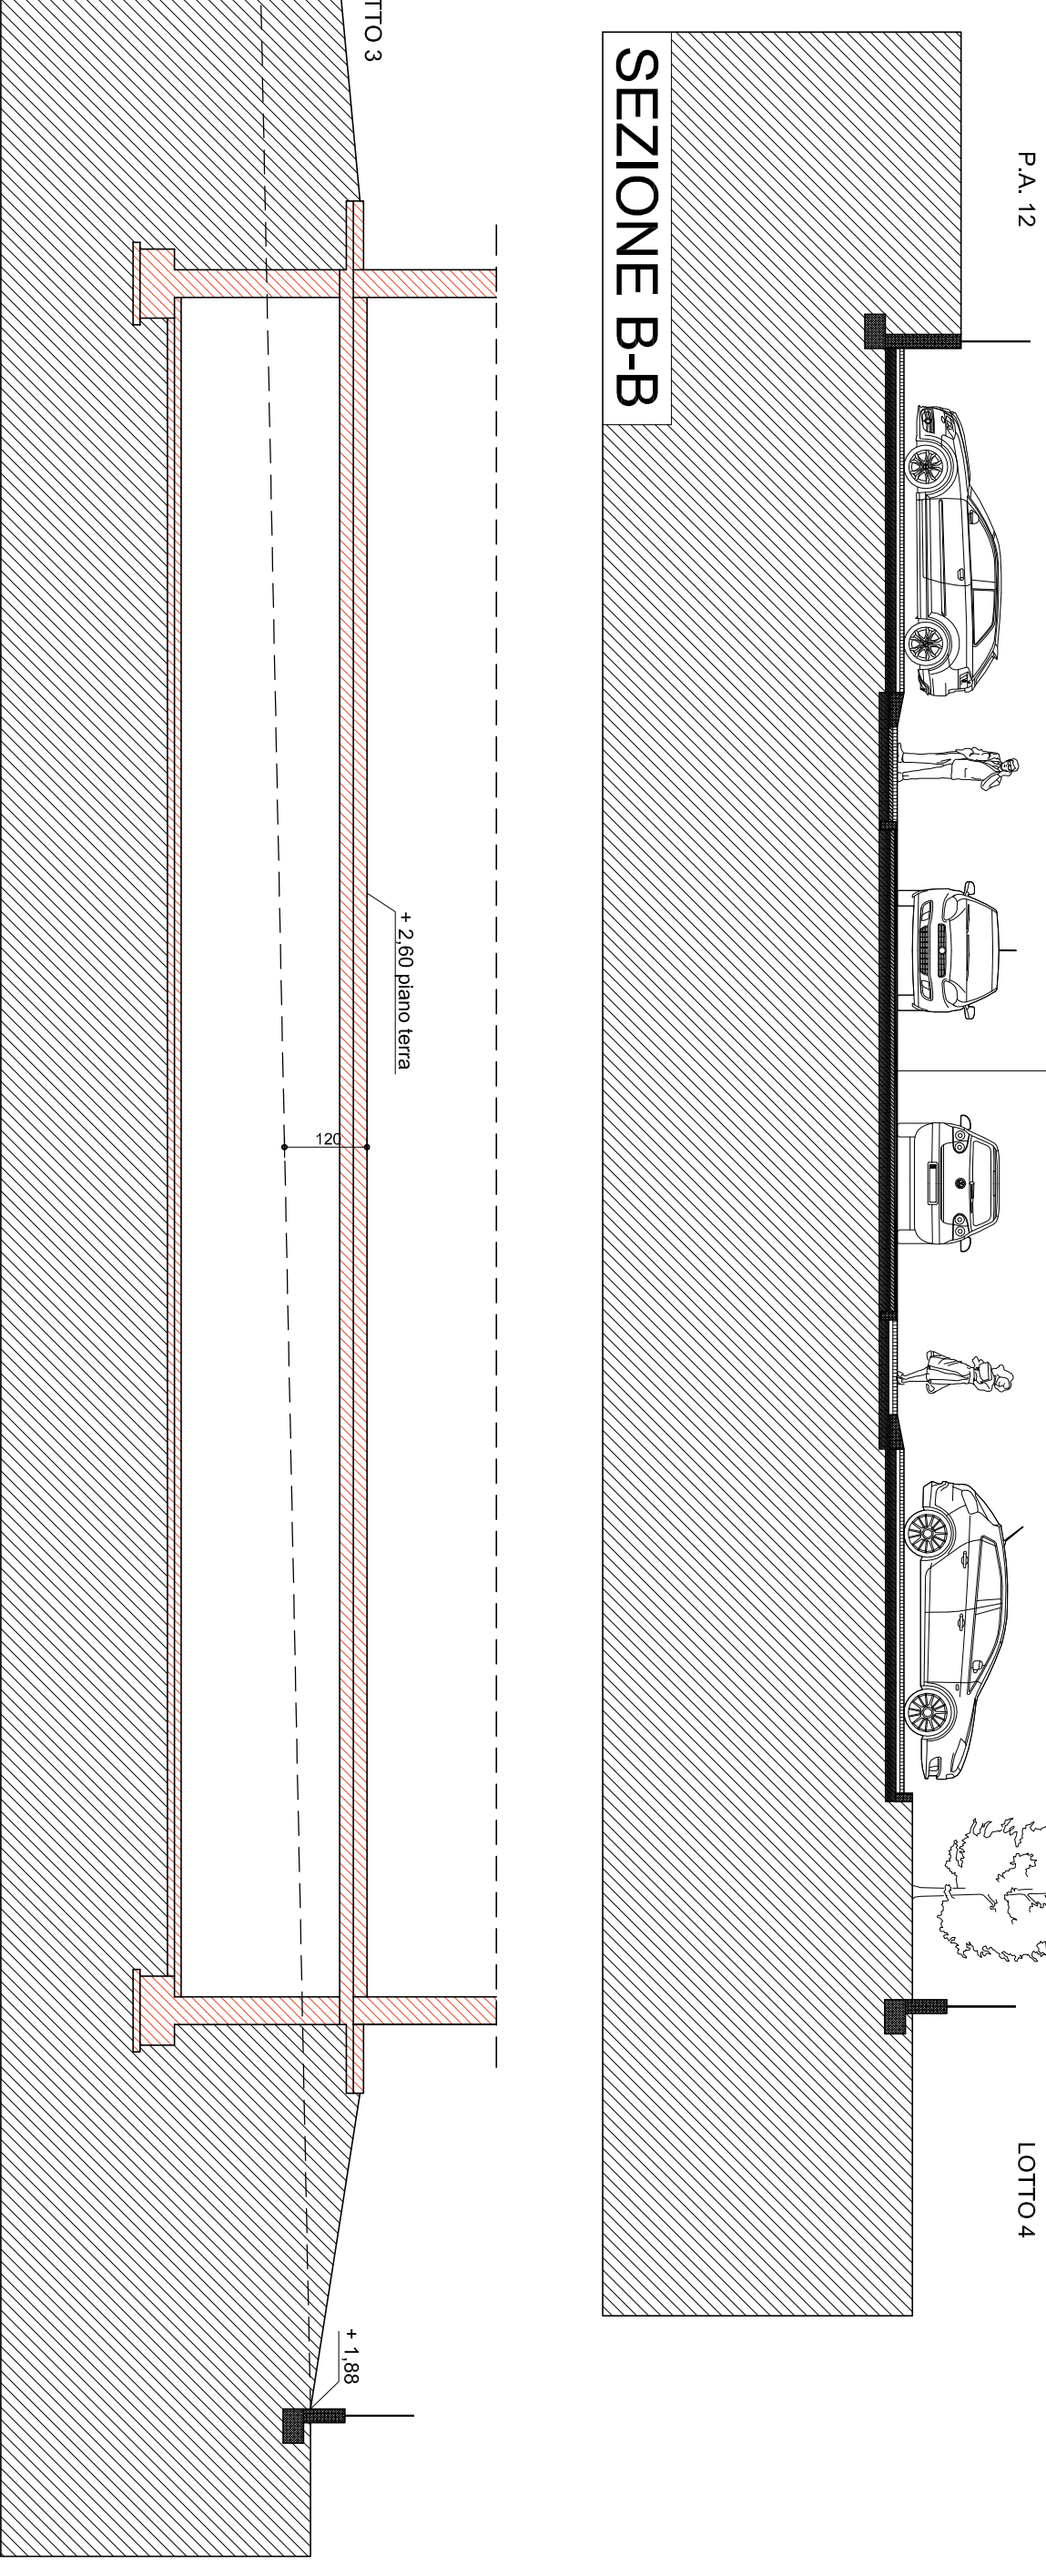 P.A. 12
LOTTO 4
SEZIONE B-B
TTO 3
+ 2,60 piano terra
120
+ 1,88